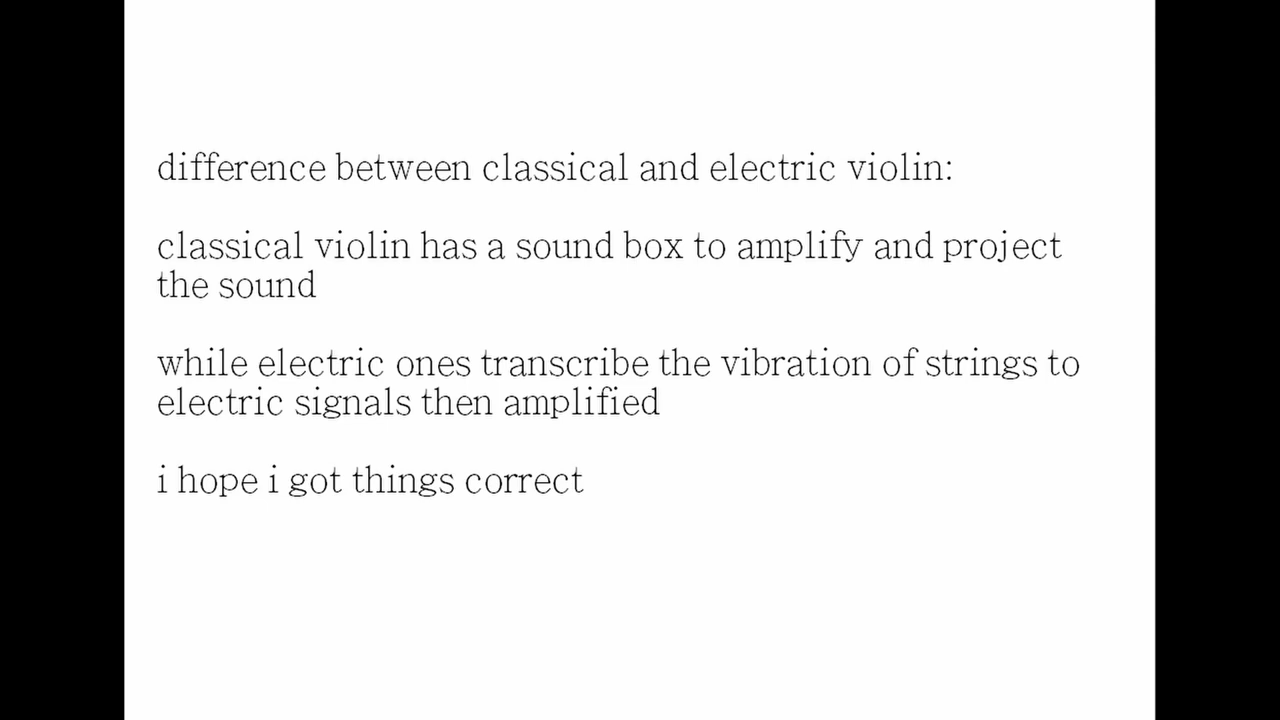 difference between classical and electric violin:
classical violin has a sound box to amplify and project
the sound
while electric ones transcribe the vibration of strings to
electric signals then amplified
i hope i got things correct